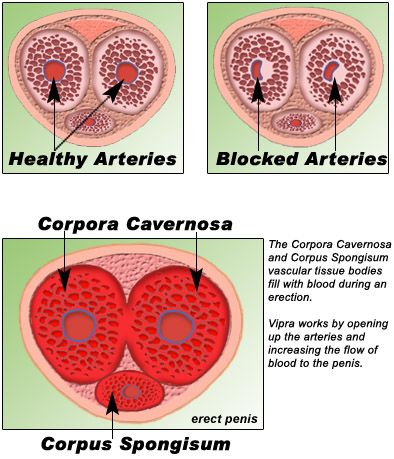 Healthy Arteries
Blocked Arteries
Corpora Cavernosa
The Corpora Cavernosa
and Corpus Spongisum
vascular tissue bodies
fill with blood during an
erection.
Vipra works by opening
up the arteries and
increasing the flow of
blood to the penis.
erect penis
Corpus Spongisum